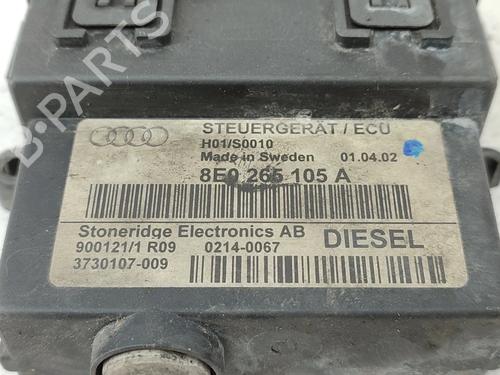 B-PARTS
STEUERGERÄT / ECU
H01/S0010
Made in Sweden 01.04.02
8E0 265 105 A
Stoneridge Electronics AB
900121/1 R09 0214-0067 DIESEL
3730107-009